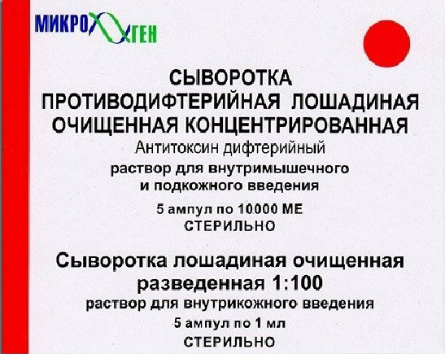 МИКРОГЕН
СЫВОРОТКА
ПРОТИВОДИФТЕРИЙНАЯ ЛОШАДИНАЯ
ОЧИЩЕННАЯ КОНЦЕНТРИРОВАННАЯ
Антитоксин дифтерийный
раствор для внутримышечного
и подкожного введения
5 ампул по 10000 МЕ
СТЕРИЛЬНО
Сыворотка лошадиная очищенная
разведенная 1:100
раствор для внутрикожного введения
5 ампул по 1 мл
СТЕРИЛЬНО